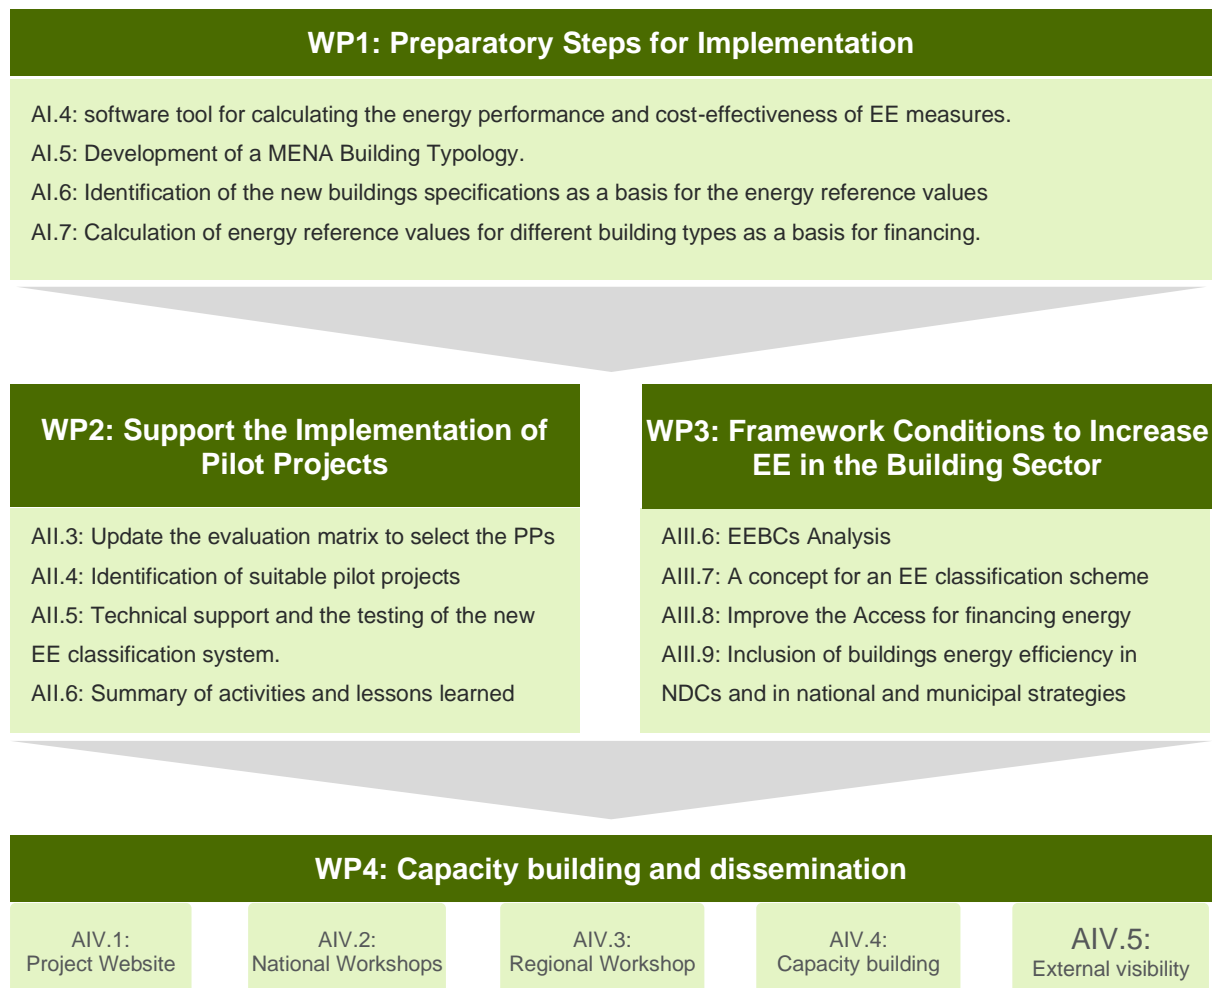 WP1: Preparatory Steps for Implementation
AI.4: software tool for calculating the energy performance and cost-effectiveness of EE measures.
AI.5: Development of a MENA Building Typology.
AI.6: Identification of the new buildings specifications as a basis for the energy reference values
AI.7: Calculation of energy reference values for different building types as a basis for financing.
WP2: Support the Implementation of
Pilot Projects
AII.3: Update the evaluation matrix to select the PPs
AII.4: Identification of suitable pilot projects
AII.5: Technical support and the testing of the new
EE classification system.
AII.6: Summary of activities and lessons learned
WP3: Framework Conditions to Increase
EE in the Building Sector
AIII.6: EEBCs Analysis
AIII.7: A concept for an EE classification scheme
AIII.8: Improve the Access for financing energy
AIII.9: Inclusion of buildings energy efficiency in
NDCs and in national and municipal strategies
WP4: Capacity building and dissemination
AIV.1:
Project Website
AIV.2:
National Workshops
AIV.3:
Regional Workshop
AIV.4:
Capacity building
AIV.5:
External visibility